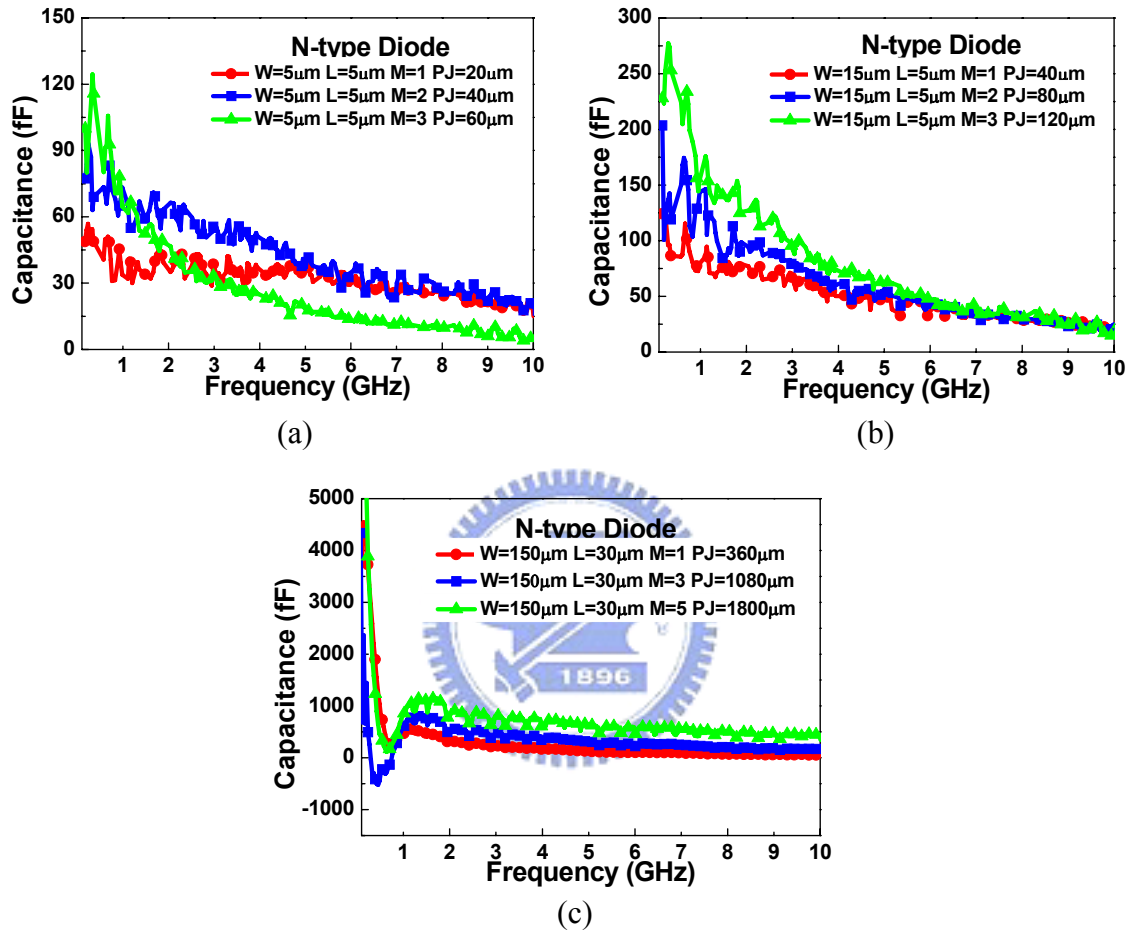 N-type Diode
W=5μm L=5μm M=1 PJ=20μm
W=5μm L=5μm M=2 PJ=40μm
W=5μm L=5μm M=3 PJ=60μm
Capacitance (fF)
150
120
90
60
30
0
1 2 3 4 5 6 7 8 9 10
Frequency (GHz)
(a)
N-type Diode
W=15μm L=5μm M=1 PJ=40μm
W=15μm L=5μm M=2 PJ=80μm
W=15μm L=5μm M=3 PJ=120μm
Capacitance (fF)
300
250
200
150
100
50
0
1 2 3 4 5 6 7 8 9 10
Frequency (GHz)
(b)
N-type Diode
W=150μm L=30μm M=1 PJ=360μm
W=150μm L=30μm M=3 PJ=1080μm
W=150μm L=30μm M=5 PJ=1800μm
Capacitance (fF)
5000
4000
3000
2000
1000
0
-1000
1896
1 2 3 4 5 6 7 8 9 10
Frequency (GHz)
(c)